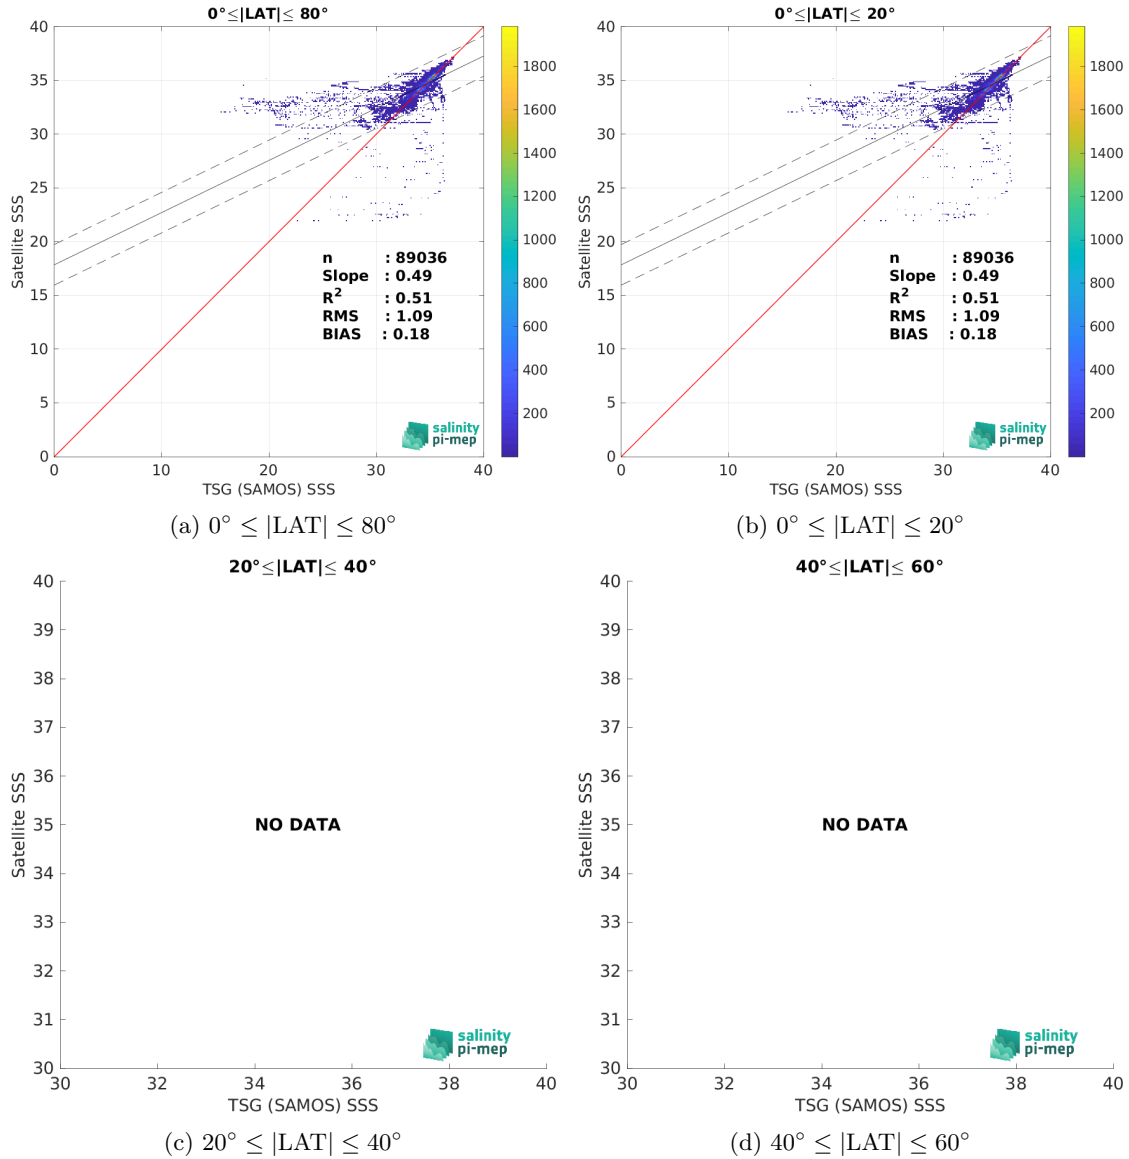 0°≤|LAT|≤ 80°
Satellite SSS
40
35
30
25
20
15
10
5
0
n : 89036
Slope : 0.49
R² : 0.51
RMS : 1.09
BIAS : 0.18
salinity
pi-mep
0 10 20 30 40
TSG (SAMOS) SSS
1800
1600
1400
1200
1000
800
600
400
200
(a) 0° ≤ |LAT| ≤ 80°
0°≤|LAT|≤ 20°
Satellite SSS
40
35
30
25
20
15
10
5
0
n : 89036
Slope : 0.49
R² : 0.51
RMS : 1.09
BIAS : 0.18
salinity
pi-mep
0 10 20 30 40
TSG (SAMOS) SSS
1800
1600
1400
1200
1000
800
600
400
200
(b) 0° ≤ |LAT| ≤ 20°
20°≤|LAT|≤ 40°
Satellite SSS
40
39
38
37
36
35
34
33
32
31
30
NO DATA
salinity
pi-mep
30 32 34 36 38 40
TSG (SAMOS) SSS
(c) 20° ≤ |LAT| ≤ 40°
40°≤|LAT|≤ 60°
Satellite SSS
40
39
38
37
36
35
34
33
32
31
30
NO DATA
salinity
pi-mep
30 32 34 36 38 40
TSG (SAMOS) SSS
(d) 40° ≤ |LAT| ≤ 60°